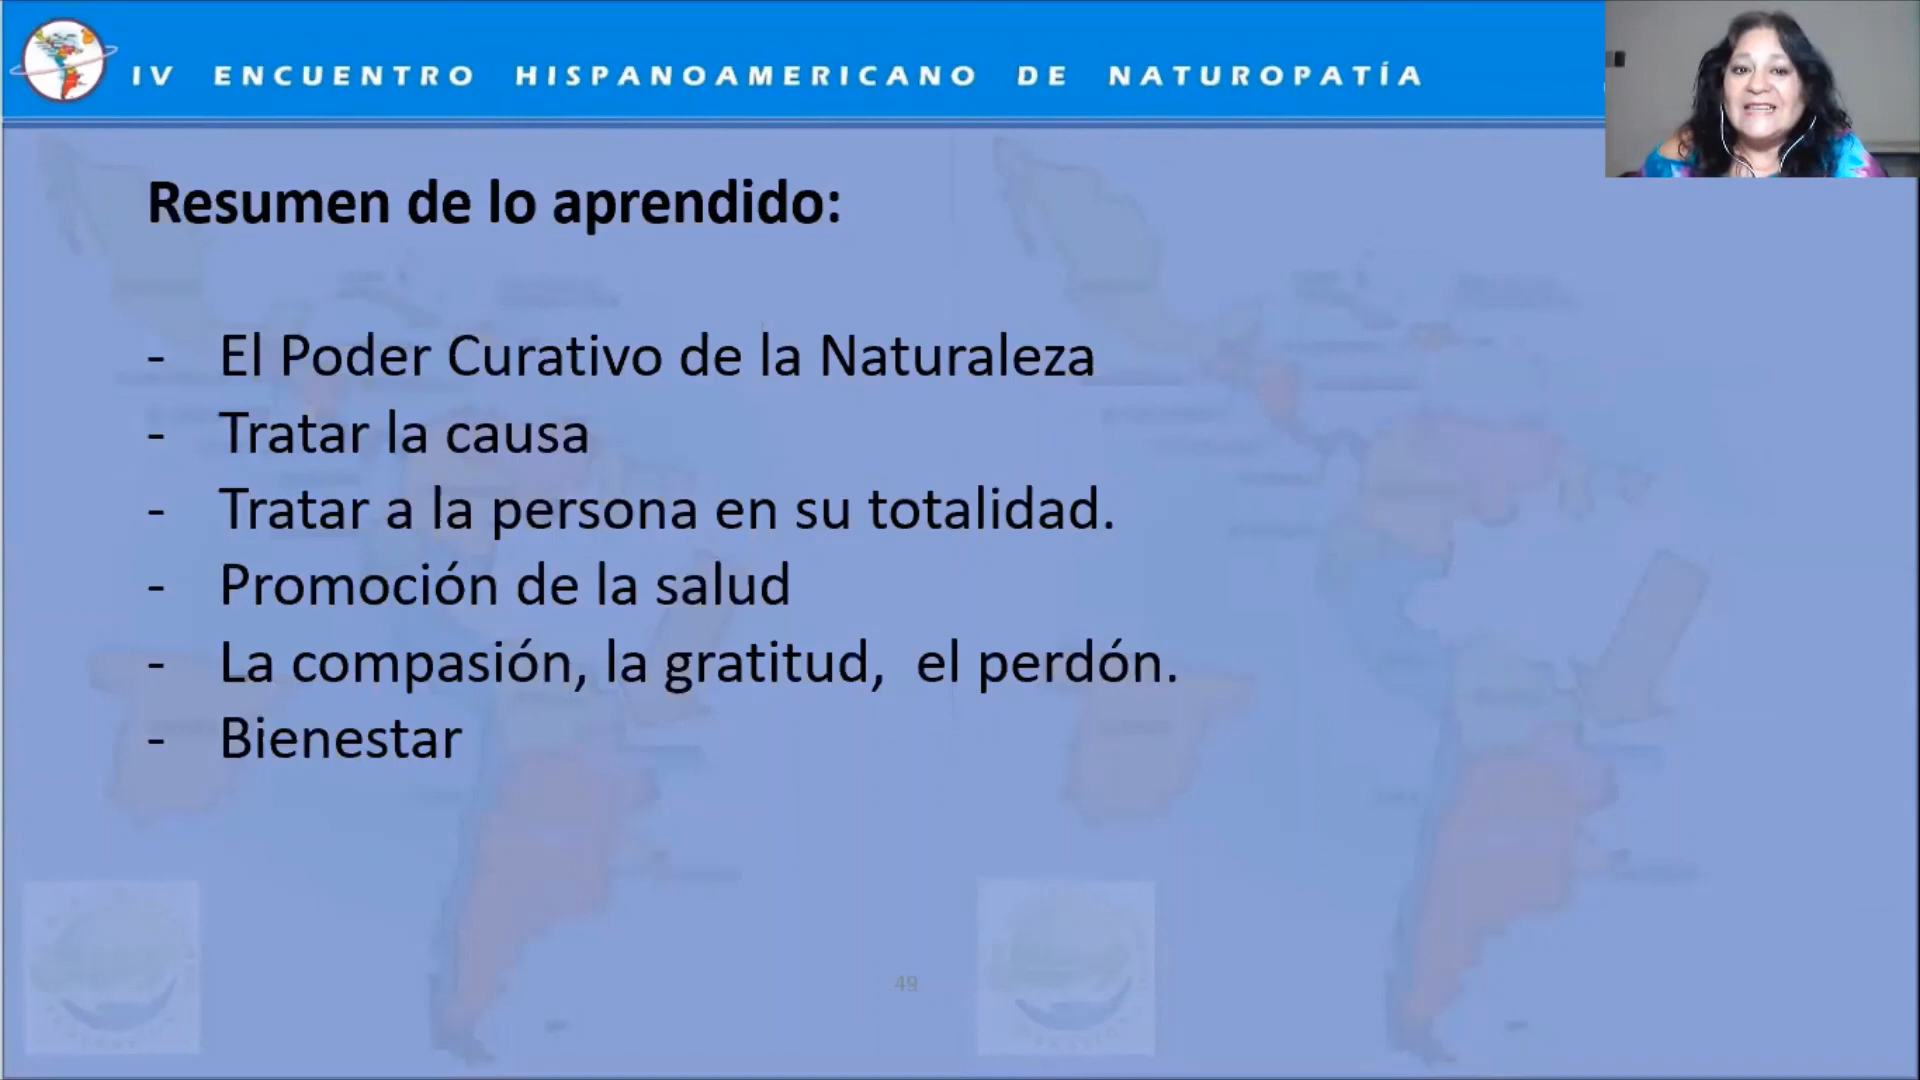 IV ENCUENTRO HISPANOAMERICANO DE NATUROPATÍA
Resumen de lo aprendido:
- El Poder Curativo de la Naturaleza
- Tratar la causa
- Tratar a la persona en su totalidad.
- Promoción de la salud
- La compasión, la gratitud, el perdón.
- Bienestar
49